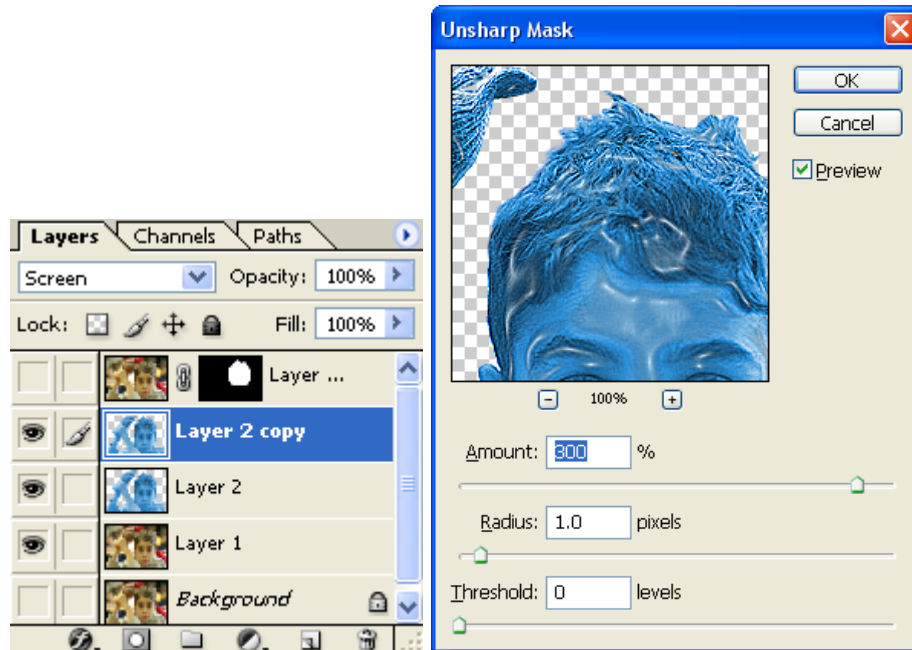 Layers Channels Paths
Screen Opacity: 100%
Lock: Fill: 100%
Layer ...
Layer 2 copy
Layer 2
Layer 1
Background
Unsharp Mask
OK
Cancel
Preview
100%
Amount: 300 %
Radius: 1.0 pixels
Threshold: 0 levels